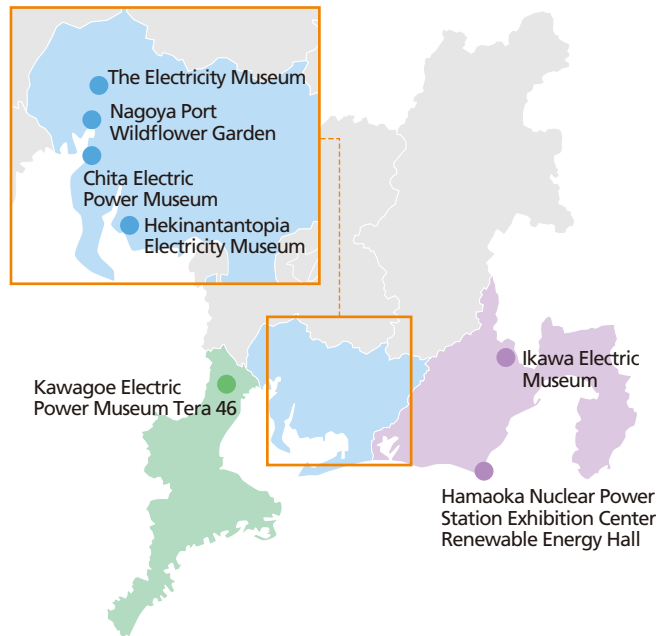 The Electricity Museum
Nagoya Port
Wildflower Garden
Chita Electric
Power Museum
Hekinantantopia
Electricity Museum
Ikawa Electric
Museum
Kawagoe Electric
Power Museum Tera 46
Hamaoka Nuclear Power
Station Exhibition Center
Renewable Energy Hall